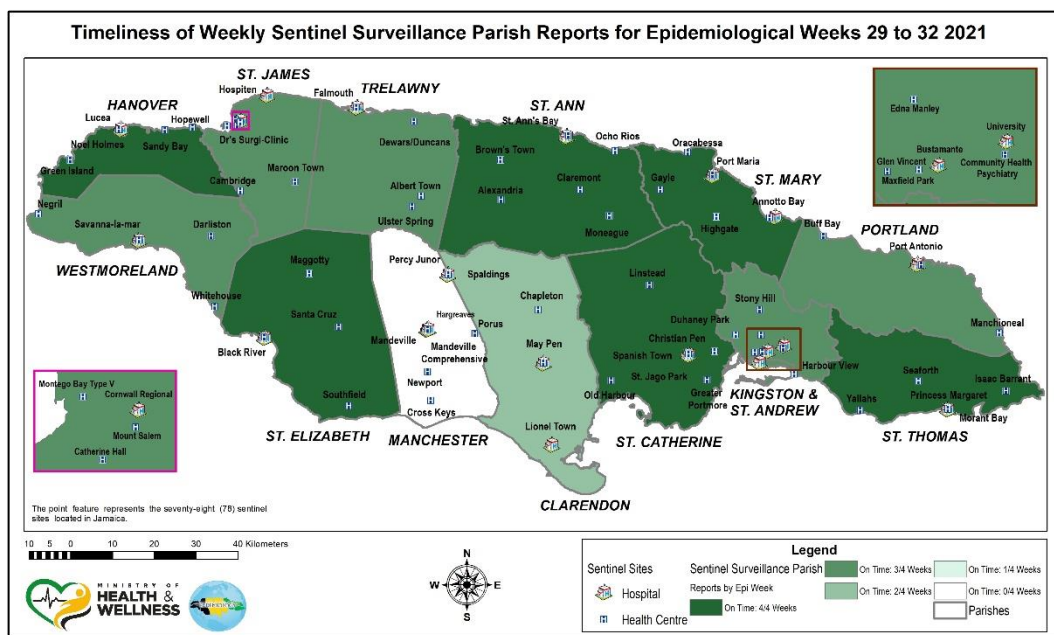 Timeliness of Weekly Sentinel Surveillance Parish Reports for Epidemiological Weeks 29 to 32 2021
ST. JAMES
Hospiten
Falmouth
TRELAWNY
HANOVER
Lucea
Hopewell
ST. ANN
St. Ann's Bay
Edna Manley
University
Bustamanto
Glen Vincent
Community Health
Psychiatry
Maxfield Park
Noel Holmes
Sandy Bay
Green Island
Dr's Surgi-Clinic
Dewars/Duncans
Brown's Town
Ocho Rios
Oracabessa
Port Maria
Maroon Town
Cambridge
Albert Town
Alexandria
Claremont
Gayle
ST. MARY
Annotto Bay
Negril
Savanna-la-mar
Darliston
Ulster Spring
Moneague
Highgate
Buff Bay
PORTLAND
Port Antonio
WESTMORELAND
Maggotty
Percy Junor
Spaldings
Linstead
Whitehouse
Santa Cruz
Hargreaves
Chapleton
Stony Hill
Duhaney Park
Manchioneal
Black River
Mandeville
Mandeville
Comprehensive
Porus
May Pen
Christian Pen
Spanish Town
Harbour View
Seaforth
Isaac Barrant
Montego Bay Type V
Cornwall Regional
Mount Salem
Catherine Hall
Southfield
Newport
Cross Keys
Old Harbour
St. Jago Park
Greater
Portmore
KINGSTON &
ST. ANDREW
Yallahs
Princess Margaret
Morant Bay
ST. ELIZABETH
MANCHESTER
Lionel Town
ST. CATHERINE
ST. THOMAS
CLARENDON
The point feature represents the seventy-eight (78) sentinel
sites located in Jamaica.
10 5 0 10 20 30 40 Kilometers
MINISTRY OF
HEALTH &
WELLNESS
N
W E
S
Legend
Sentinel Sites
Hospital
Health Centre
Sentinel Surveillance Parish
Reports by Epi Week
On Time: 4/4 Weeks
On Time: 3/4 Weeks
On Time: 2/4 Weeks
On Time: 1/4 Weeks
On Time: 0/4 Weeks
Parishes